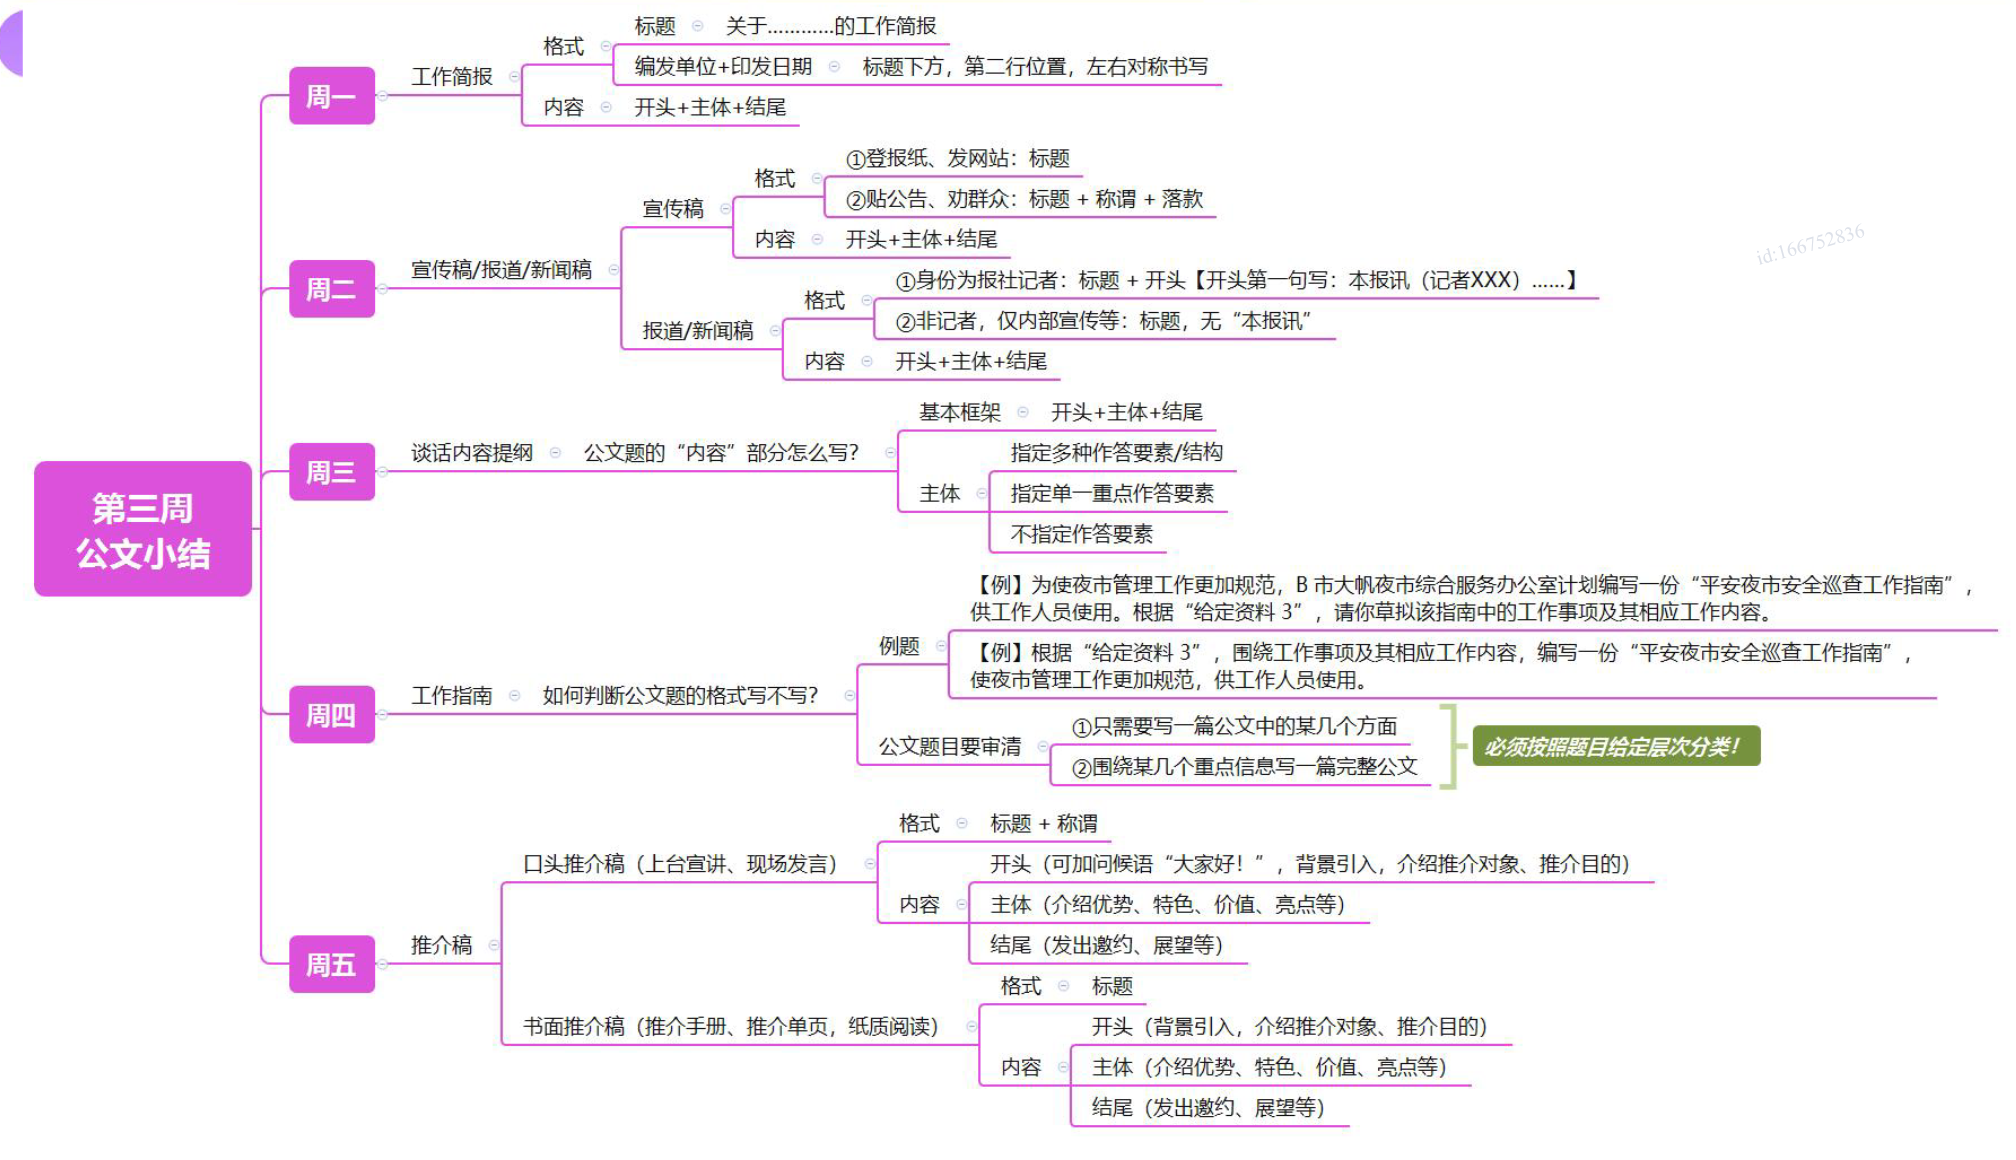 第三周
公文小结
周一
工作简报
格式
标题
关于…………的工作简报
编发单位+印发日期
标题下方，第二行位置，左右对称书写
内容
开头+主体+结尾
周二
宣传稿/报道/新闻稿
宣传稿
格式
①登报纸、发网站：标题
②贴公告、劝群众：标题 + 称谓 + 落款
内容
开头+主体+结尾
报道/新闻稿
格式
①身份为报社记者：标题 + 开头【开头第一句写：本报讯（记者XXX）……】
②非记者，仅内部宣传等：标题，无“本报讯”
内容
开头+主体+结尾
周三
谈话内容提纲
公文题的“内容”部分怎么写？
基本框架
开头+主体+结尾
主体
指定多种作答要素/结构
指定单一重点作答要素
不指定作答要素
周四
工作指南
如何判断公文题的格式写不写？
例题
【例】为使夜市管理工作更加规范，B 市大帆夜市综合服务办公室计划编写一份“平安夜市安全巡查工作指南”，
供工作人员使用。根据“给定资料 3”，请你草拟该指南中的工作事项及其相应工作内容。
【例】根据“给定资料 3”，围绕工作事项及其相应工作内容，编写一份“平安夜市安全巡查工作指南”，
使夜市管理工作更加规范，供工作人员使用。
公文题目要审清
①只需要写一篇公文中的某几个方面
②围绕某几个重点信息写一篇完整公文
必须按照题目给定层次分类！
周五
推介稿
口头推介稿（上台宣讲、现场发言）
格式
标题 + 称谓
内容
开头（可加问候语“大家好！”，背景引入，介绍推介对象、推介目的）
主体（介绍优势、特色、价值、亮点等）
结尾（发出邀约、展望等）
书面推介稿（推介手册、推介单页，纸质阅读）
格式
标题
内容
开头（背景引入，介绍推介对象、推介目的）
主体（介绍优势、特色、价值、亮点等）
结尾（发出邀约、展望等）
id:166752836